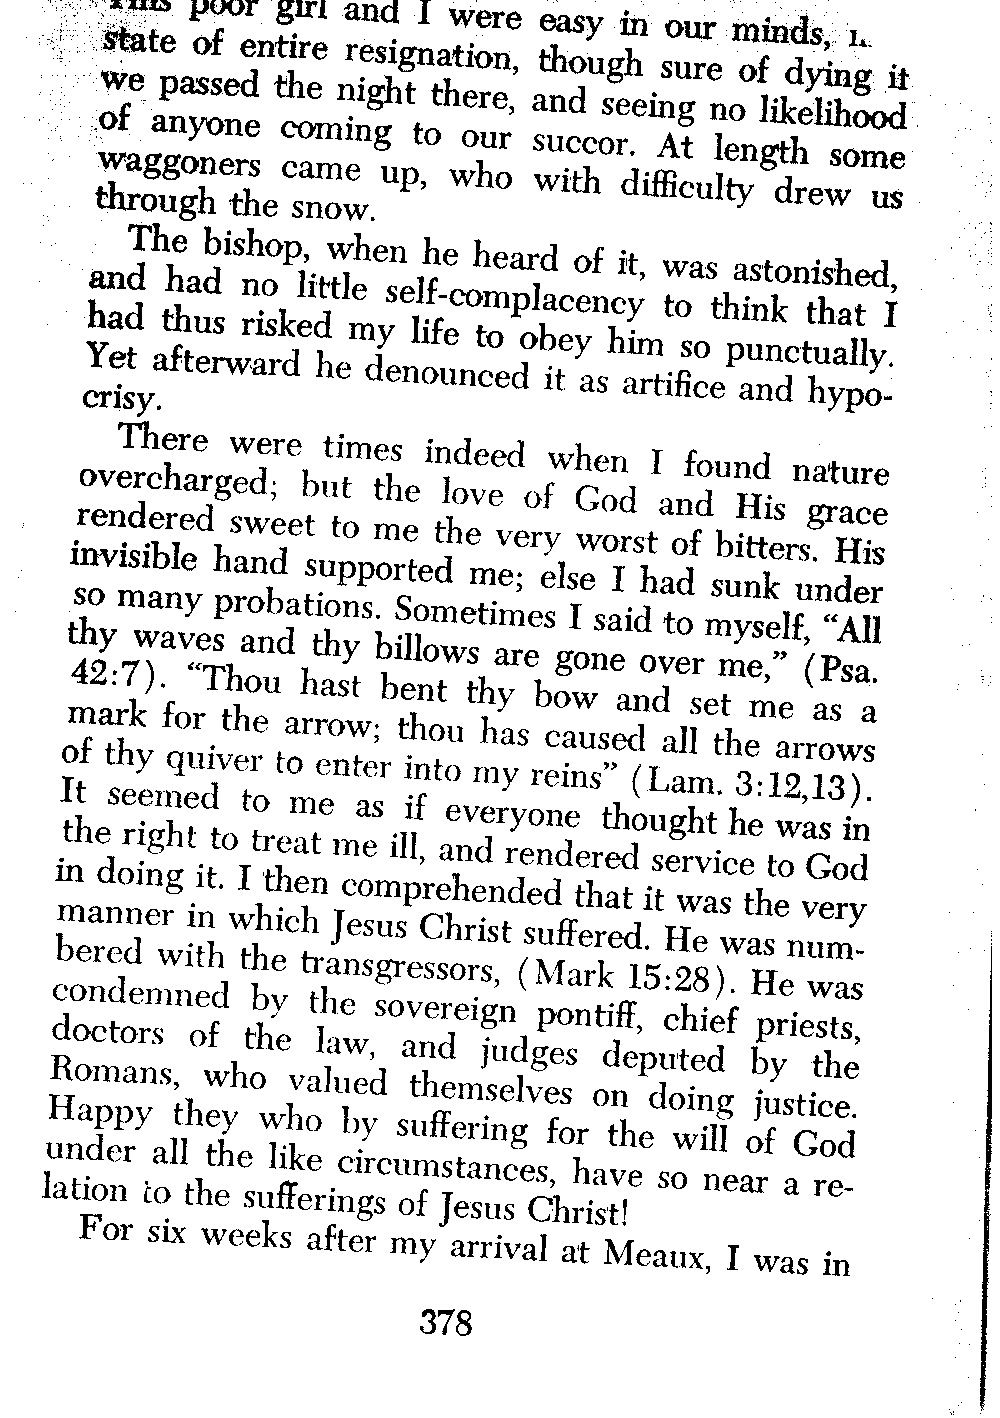 This poor girl and I were easy in our minds,
state of entire resignation, though sure of dying if
we passed the night there, and seeing no likelihood
of anyone coming to our succor. At length some
waggoners came up, who with difficulty drew us
through the snow.
The bishop, when he heard of it, was astonished,
and had no little self-complacency to think that I
had thus risked my life to obey him so punctually.
Yet afterward he denounced it as artifice and hypo-
crisy.
There were times indeed when I found nature
overcharged; but the love of God and His grace
rendered sweet to me the very worst of bitters. His
invisible hand supported me; else I had sunk under
so many probations. Sometimes I said to myself, “All
thy waves and thy billows are gone over me,” (Psa.
42:7). “Thou hast bent thy bow and set me as a
mark for the arrow; thou has caused all the arrows
of thy quiver to enter into my reins” (Lam. 3:12,13).
It seemed to me as if everyone thought he was in
the right to treat me ill, and rendered service to God
in doing it. I then comprehended that it was the very
manner in which Jesus Christ suffered. He was num-
bered with the transgressors, (Mark 15:28). He was
condemned by the sovereign pontiff, chief priests,
doctors of the law, and judges deputed by the
Romans, who valued themselves on doing justice.
Happy they who by suffering for the will of God
under all the like circumstances, have so near a re-
lation to the sufferings of Jesus Christ!
For six weeks after my arrival at Meaux, I was in
378